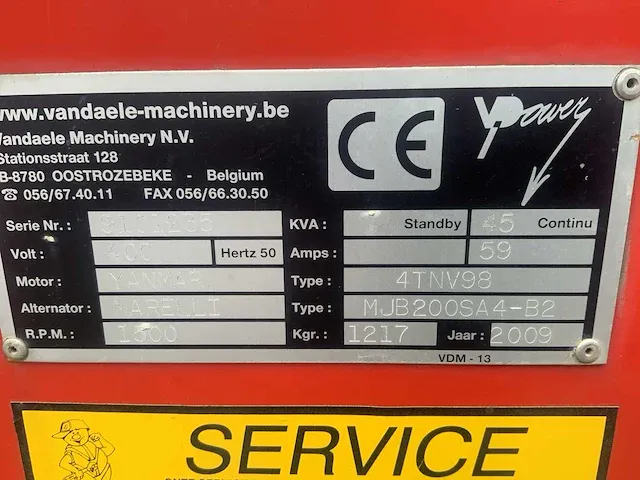 www.vandaele-machinery.be
Vandaele Machinery N.V.
Stationsstraat 128
B-8780 OOSTROZEBEKE - Belgium
☎ 056/67.40.11 FAX 056/66.30.50
CE
VPower
Serie Nr.: KVA: Standby 45 Continu
Volt: 400 Hertz 50 Amps: 59
Motor: YANMAR Type: 4TNV98
Alternator: MARELLI Type: MJB200SA4-B2
R.P.M.: 1500 Kgr.: 1217 Jaar: 2009
VDM - 13
SERVICE